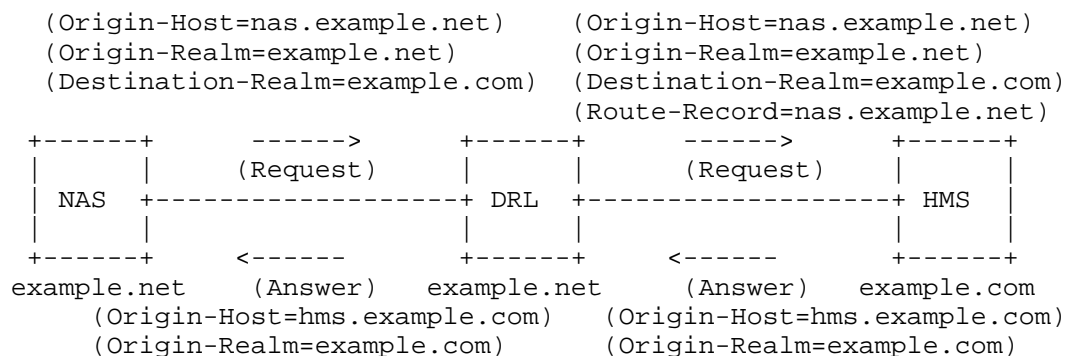 (Origin-Host=nas.example.net) (Origin-Host=nas.example.net)
(Origin-Realm=example.net) (Origin-Realm=example.net)
(Destination-Realm=example.com) (Destination-Realm=example.com)
(Route-Record=nas.example.net)
+------+ ------> +------+ ------> +------+
| | (Request) | | (Request) | |
| NAS +-------------------+ DRL +-------------------+ HMS |
| | | | | |
+------+ <------ +------+ <------ +------+
example.net (Answer) example.net (Answer) example.com
(Origin-Host=hms.example.com) (Origin-Host=hms.example.com)
(Origin-Realm=example.com) (Origin-Realm=example.com)